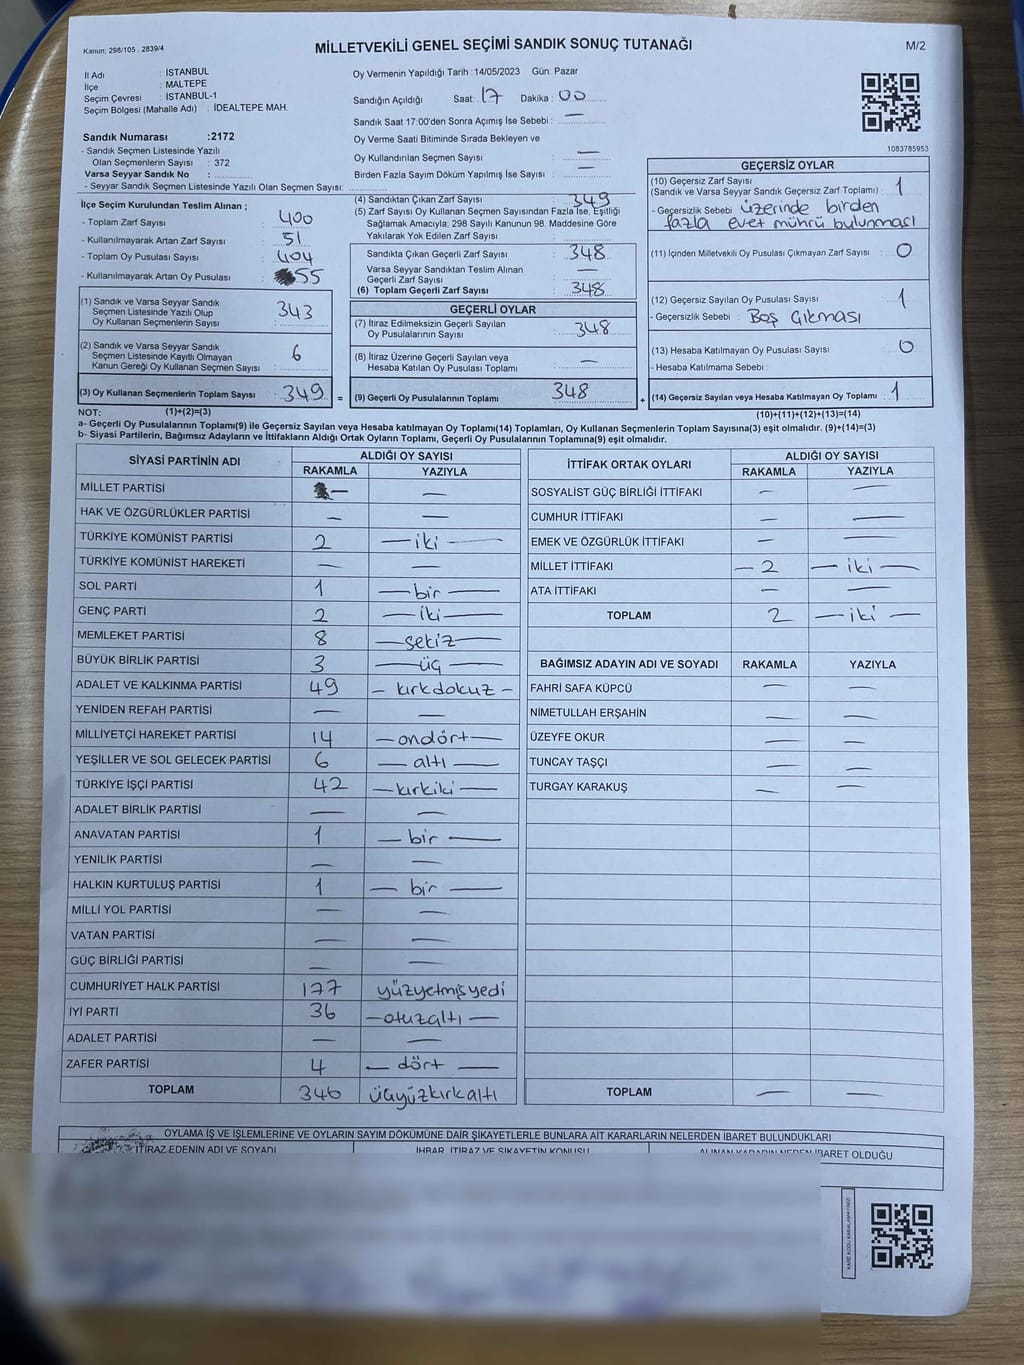 Kanun: 298/105 . 2839/4
MİLLETVEKİLİ GENEL SEÇİMİ SANDIK SONUÇ TUTANAĞI
M/2
İl Adı : İSTANBUL
İlçe : MALTEPE
Seçim Çevresi : İSTANBUL-1
Seçim Bölgesi (Mahalle Adı) : İDEALTEPE MAH.
Sandık Numarası :2172
- Sandık Seçmen Listesinde Yazılı
Olan Seçmenlerin Sayısı : 372
Varsa Seyyar Sandık No :
- Seyyar Sandık Seçmen Listesinde Yazılı Olan Seçmen Sayısı:
Oy Vermenin Yapıldığı Tarih :14/05/2023 Gün: Pazar
Sandığın Açıldığı Saat: 17 Dakika : 00
Sandık Saat 17:00'den Sonra Açımış İse Sebebi : —
Oy Verme Saati Bitiminde Sırada Bekleyen ve
Oy Kullandırılan Seçmen Sayısı : —
Birden Fazla Sayım Döküm Yapılmış İse Sayısı : —
1083785953
İlçe Seçim Kurulundan Teslim Alınan ;
- Toplam Zarf Sayısı : 400
- Kullanılmayarak Artan Zarf Sayısı : 51
- Toplam Oy Pusulası Sayısı : 404
- Kullanılmayarak Artan Oy Pusulası : 55
(1) Sandık ve Varsa Seyyar Sandık
Seçmen Listesinde Yazılı Olup
Oy Kullanan Seçmenlerin Sayısı : 343
(2) Sandık ve Varsa Seyyar Sandık
Seçmen Listesinde Kayıtlı Olmayan
Kanun Gereği Oy Kullanan Seçmen Sayısı : 6
(3) Oy Kullanan Seçmenlerin Toplam Sayısı : 349 =
(4) Sandıktan Çıkan Zarf Sayısı : 349
(5) Zarf Sayısı Oy Kullanan Seçmen Sayısından Fazla İse, Eşitliği
Sağlamak Amacıyla; 298 Sayılı Kanunun 98. Maddesine Göre
Yakılarak Yok Edilen Zarf Sayısı :
Sandıkta Çıkan Geçerli Zarf Sayısı : 348
Varsa Seyyar Sandıktan Teslim Alınan
Geçerli Zarf Sayısı : —
(6) Toplam Geçerli Zarf Sayısı : 348
GEÇERLİ OYLAR
(7) İtiraz Edilmeksizin Geçerli Sayılan
Oy Pusulalarının Sayısı : 348
(8) İtiraz Üzerine Geçerli Sayılan veya
Hesaba Katılan Oy Pusulası Toplamı : —
(9) Geçerli Oy Pusulalarının Toplamı 348 +
GEÇERSİZ OYLAR
(10) Geçersiz Zarf Sayısı
(Sandık ve Varsa Seyyar Sandık Geçersiz Zarf Toplamı) : 1
- Geçersizlik Sebebi : üzerinde birden
fazla evet mührü bulunması
(11) İçinden Milletvekili Oy Pusulası Çıkmayan Zarf Sayısı : 0
(12) Geçersiz Sayılan Oy Pusulası Sayısı : 1
- Geçersizlik Sebebi : Boş Çıkması
(13) Hesaba Katılmayan Oy Pusulası Sayısı : 0
- Hesaba Katılmama Sebebi :
(14) Geçersiz Sayılan veya Hesaba Katılmayan Oy Toplamı : 1
NOT: (1)+(2)=(3)
(10)+(11)+(12)+(13)=(14)
a- Geçerli Oy Pusulalarının Toplamı(9) ile Geçersiz Sayılan veya Hesaba Katılmayan Oy Toplamı(14) Toplamları, Oy Kullanan Seçmenlerin Toplam Sayısına(3) eşit olmalıdır. (9)+(14)=(3)
b- Siyasi Partilerin, Bağımsız Adayların ve İttifakların Aldığı Ortak Oyların Toplamı, Geçerli Oy Pusulalarının Toplamına(9) eşit olmalıdır.
SİYASİ PARTİNİN ADI ALDIĞI OY SAYISI
RAKAMLA YAZIYLA
MİLLET PARTİSİ — —
HAK VE ÖZGÜRLÜKLER PARTİSİ — —
TÜRKİYE KOMÜNİST PARTİSİ 2 — iki —
TÜRKİYE KOMÜNİST HAREKETİ — —
SOL PARTİ 1 — bir —
GENÇ PARTİ 2 — iki —
MEMLEKET PARTİSİ 8 — sekiz —
BÜYÜK BİRLİK PARTİSİ 3 — üç —
ADALET VE KALKINMA PARTİSİ 49 — kırkdokuz —
YENİDEN REFAH PARTİSİ — —
MİLLİYETÇİ HAREKET PARTİSİ 14 — ondört —
YEŞİLLER VE SOL GELECEK PARTİSİ 6 — altı —
TÜRKİYE İŞÇİ PARTİSİ 42 — kırkiki —
ADALET BİRLİK PARTİSİ — —
ANAVATAN PARTİSİ 1 — bir —
YENİLİK PARTİSİ — —
HALKIN KURTULUŞ PARTİSİ 1 — bir —
MİLLİ YOL PARTİSİ — —
VATAN PARTİSİ — —
GÜÇ BİRLİĞİ PARTİSİ — —
CUMHURİYET HALK PARTİSİ 177 yüzyetmişyedi
İYİ PARTİ 36 — otuzaltı —
ADALET PARTİSİ — —
ZAFER PARTİSİ 4 — dört —
TOPLAM 346 üçyüzkırkaltı
İTTİFAK ORTAK OYLARI ALDIĞI OY SAYISI
RAKAMLA YAZIYLA
SOSYALİST GÜÇ BİRLİĞİ İTTİFAKI — —
CUMHUR İTTİFAKI — —
EMEK VE ÖZGÜRLÜK İTTİFAKI — —
MİLLET İTTİFAKI — 2 — iki —
ATA İTTİFAKI — —
TOPLAM 2 — iki —
BAĞIMSIZ ADAYIN ADI VE SOYADI RAKAMLA YAZIYLA
FAHRİ SAFA KÜPCÜ — —
NİMETULLAH ERŞAHİN — —
ÜZEYFE OKUR — —
TUNCAY TAŞÇI — —
TURGAY KARAKUŞ — —
TOPLAM — —
OYLAMA İŞ VE İŞLEMLERİNE VE OYLARIN SAYIM DÖKÜMÜNE DAİR ŞİKAYETLERLE BUNLARA AİT KARARLARIN NELERDEN İBARET BULUNDUKLARI
İTİRAZ EDENİN ADI VE SOYADI İHBAR, İTİRAZ VE ŞİKAYETİN KONUSU ALINAN KARARIN NEDEN İBARET OLDUĞU